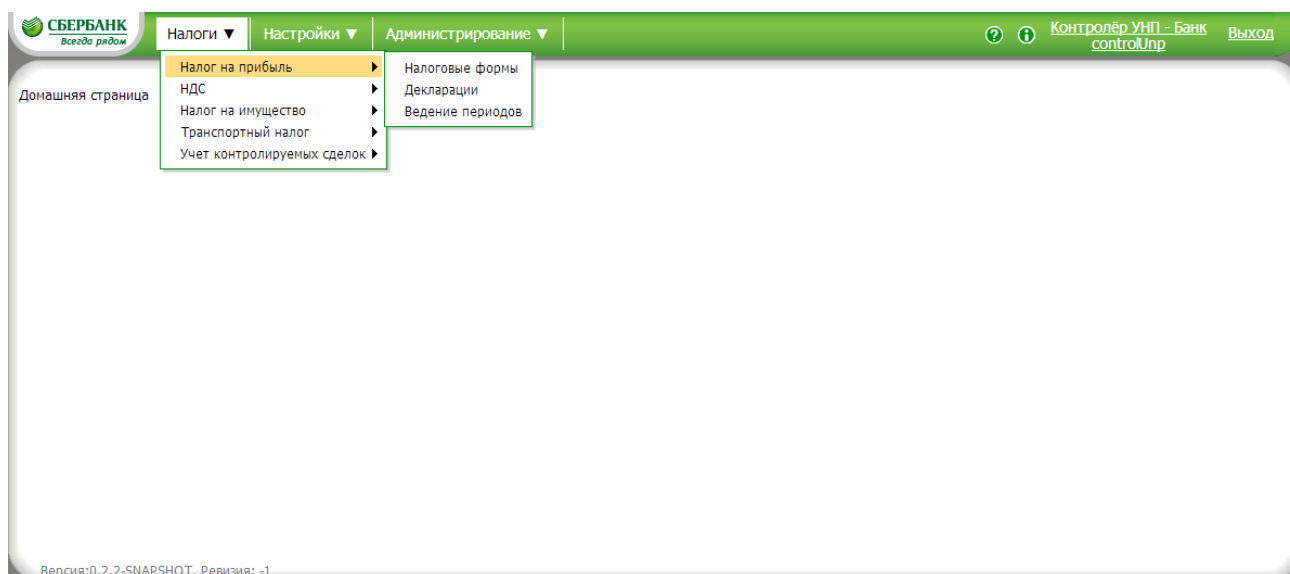 СБЕРБАНК
Всегда рядом
Налоги ▼ Настройки ▼ Администрирование ▼
Контролёр УНП - Банк
controlUnp
Выход
Домашняя страница
Налог на прибыль
НДС
Налог на имущество
Транспортный налог
Учет контролируемых сделок
Налоговые формы
Декларации
Ведение периодов
Версия:0.2.2-SNAPSHOT, Ревизия: -1